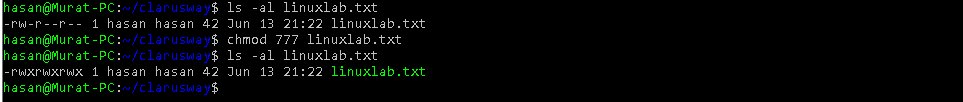 hasan@Murat-PC:~/clarusway$ ls -al linuxlab.txt
-rw-r--r-- 1 hasan hasan 42 Jun 13 21:22 linuxlab.txt
hasan@Murat-PC:~/clarusway$ chmod 777 linuxlab.txt
hasan@Murat-PC:~/clarusway$ ls -al linuxlab.txt
-rwxrwxrwx 1 hasan hasan 42 Jun 13 21:22 linuxlab.txt
hasan@Murat-PC:~/clarusway$